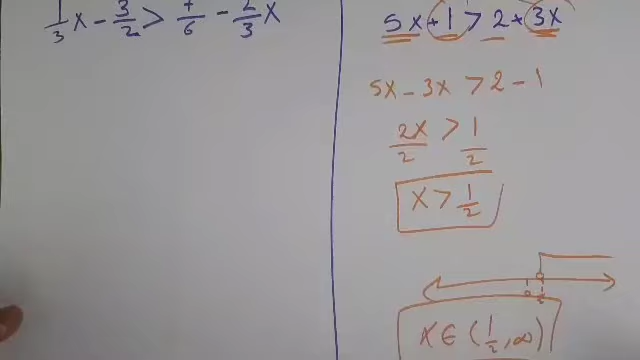 1/3 x - 3/2 > 7/6 - 2/3 x
5x + 1 > 2 + 3x
5x - 3x > 2 - 1
2x/2 > 1/2
x > 1/2
x ∈ (1/2, ∞)